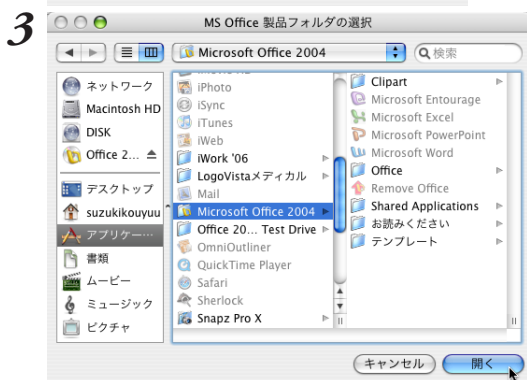 3
MS Office 製品フォルダの選択
Microsoft Office 2004
検索
ネットワーク
Macintosh HD
DISK
Office 2...
デスクトップ
suzukikouyuu
アプリケー…
書類
ムービー
ミュージック
ピクチャ
iPhoto
iSync
iTunes
iWeb
iWork '06
LogoVistaメディカル
Mail
Microsoft Office 2004
Office 20... Test Drive
OmniOutliner
QuickTime Player
Safari
Sherlock
Snapz Pro X
Clipart
Microsoft Entourage
Microsoft Excel
Microsoft PowerPoint
Microsoft Word
Office
Remove Office
Shared Applications
お読みください
テンプレート
キャンセル
開く